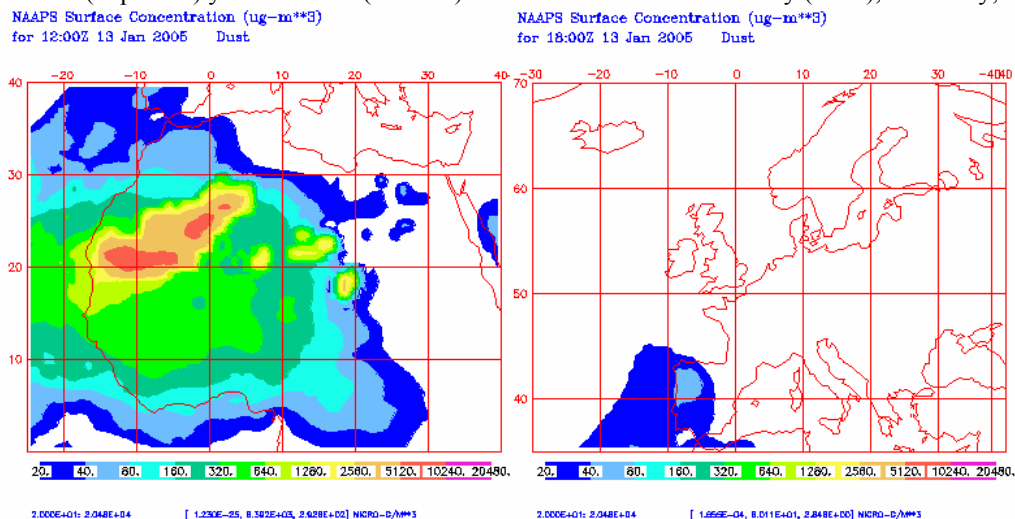 NAAPS Surface Concentration (ug-m**3)
for 12:00Z 13 Jan 2005 Dust
-20 -10 0 10 20 30 40
40
30
20
10
20. 40. 80. 160. 320. 640. 1280. 2560. 5120. 10240. 20480.
2.000E+01: 2.048E+04
NAAPS Surface Concentration (ug-m**3)
for 18:00Z 13 Jan 2005 Dust
-30 -20 -10 0 10 20 30 40
70
60
50
40
20. 40. 80. 160. 320. 640. 1280. 2560. 5120. 10240. 20480.
2.000E+01: 2.048E+04